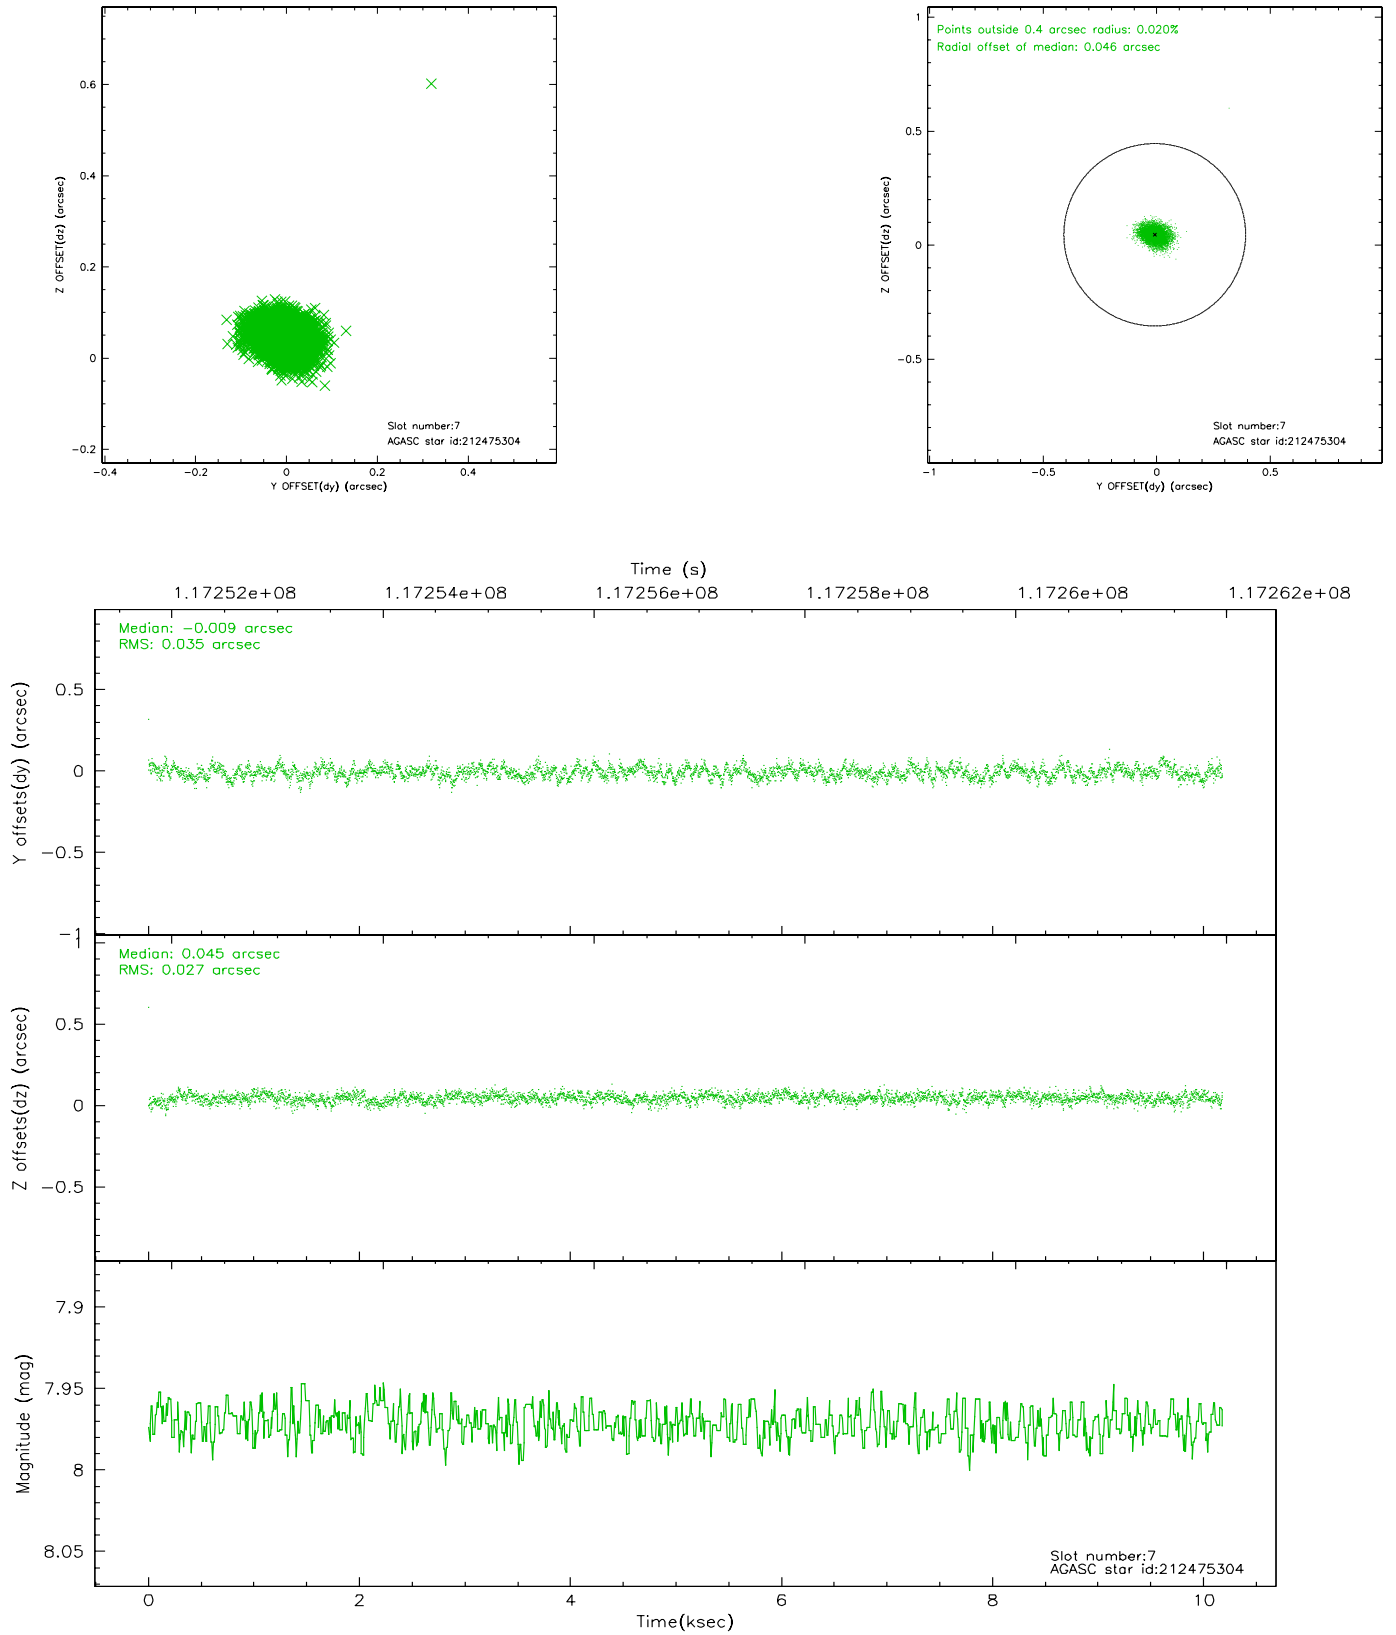 0.6
0.4
0.2
0
-0.2
-0.4
-0.2
0
0.2
0.4
Z OFFSET(dz) (arcsec)
Y OFFSET(dy) (arcsec)
Slot number:7
AGASC star id:212475304
Points outside 0.4 arcsec radius: 0.020%
Radial offset of median: 0.046 arcsec
1
0.5
0
-0.5
-1
-0.5
0
0.5
Z OFFSET(dz) (arcsec)
Y OFFSET(dy) (arcsec)
Slot number:7
AGASC star id:212475304
Time (s)
1.17252e+08
1.17254e+08
1.17256e+08
1.17258e+08
1.1726e+08
1.17262e+08
Median: -0.009 arcsec
RMS: 0.035 arcsec
0.5
0
-0.5
-1
Y offsets(dy) (arcsec)
Median: 0.045 arcsec
RMS: 0.027 arcsec
1
0.5
0
-0.5
Z offsets(dz) (arcsec)
7.9
7.95
8
8.05
Magnitude (mag)
Slot number:7
AGASC star id:212475304
0
2
4
6
8
10
Time(ksec)